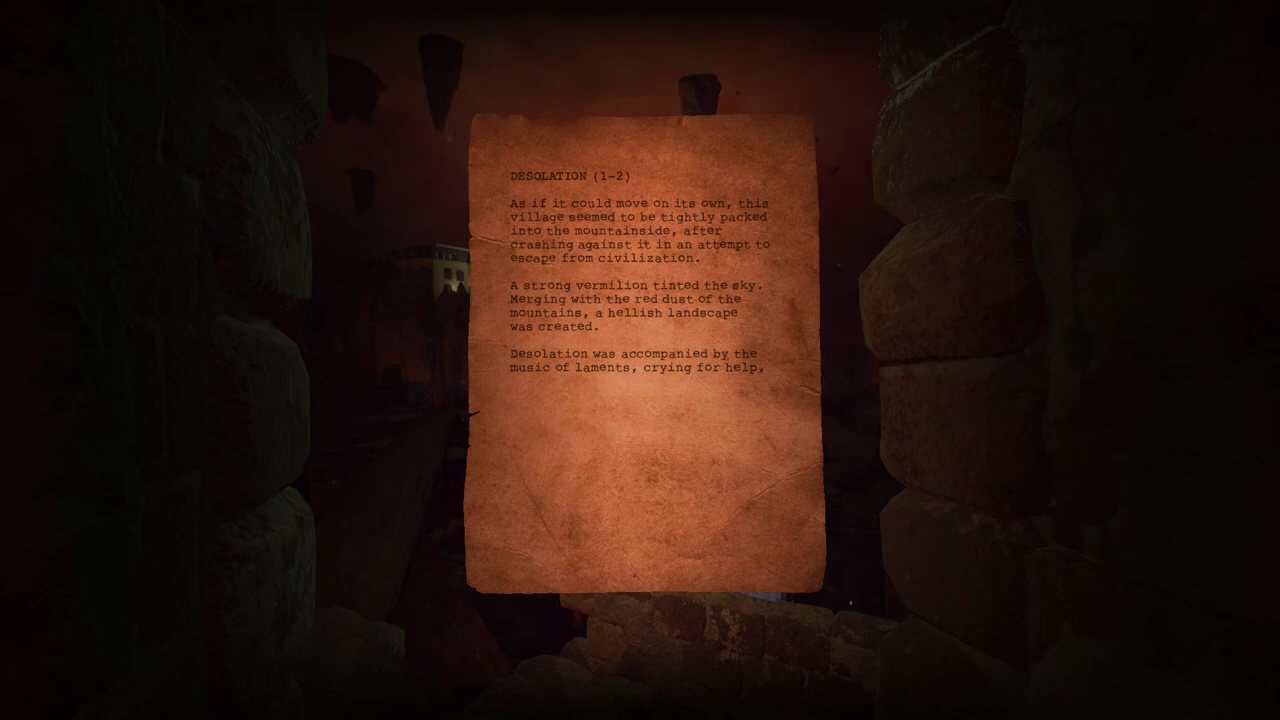 DESOLATION (1-2)
As if it could move on its own, this
village seemed to be tightly packed
into the mountainside, after
crashing against it in an attempt to
escape from civilization.
A strong vermilion tinted the sky.
Merging with the red dust of the
mountains, a hellish landscape
was created.
Desolation was accompanied by the
music of laments, crying for help.